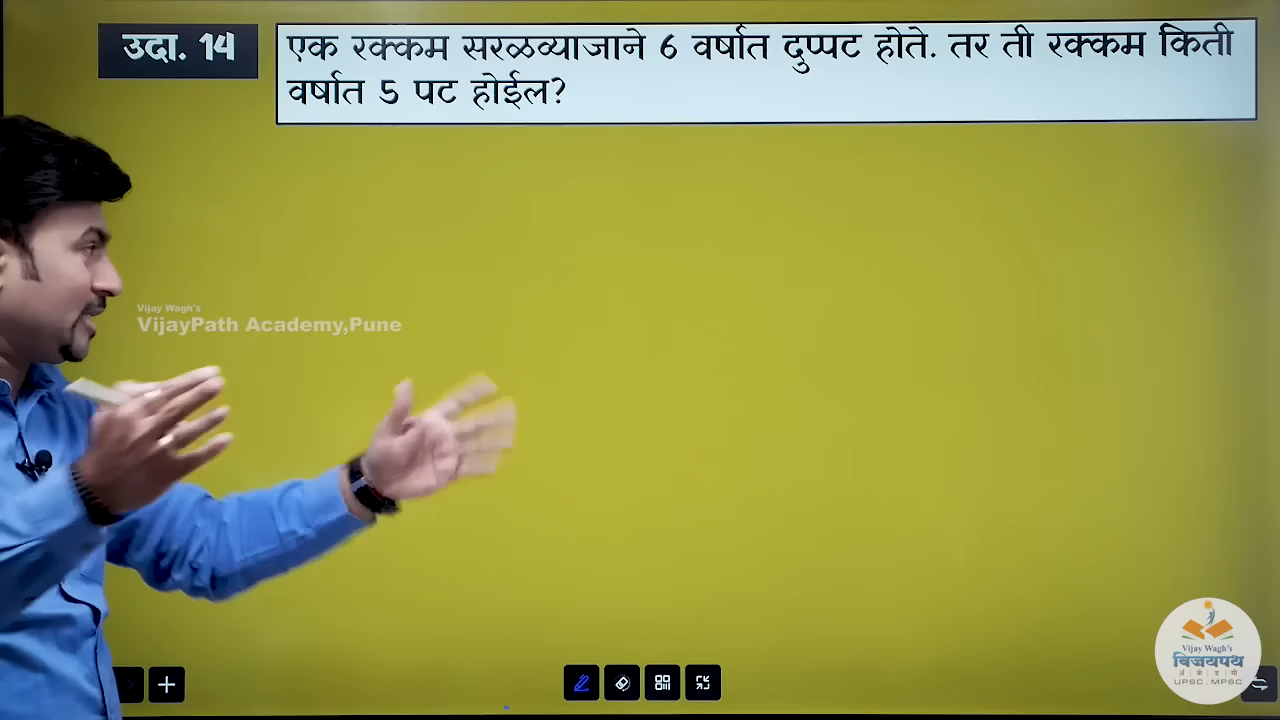 उदा. 14
एक रक्कम सरळव्याजाने 6 वर्षात दुप्पट होते. तर ती रक्कम किती
वर्षात 5 पट होईल?
Vijay Wagh's
VijayPath Academy,Pune
Vijay Wagh's
विजयपथ
अ‍ॅ के ड मी
UPSC - MPSC